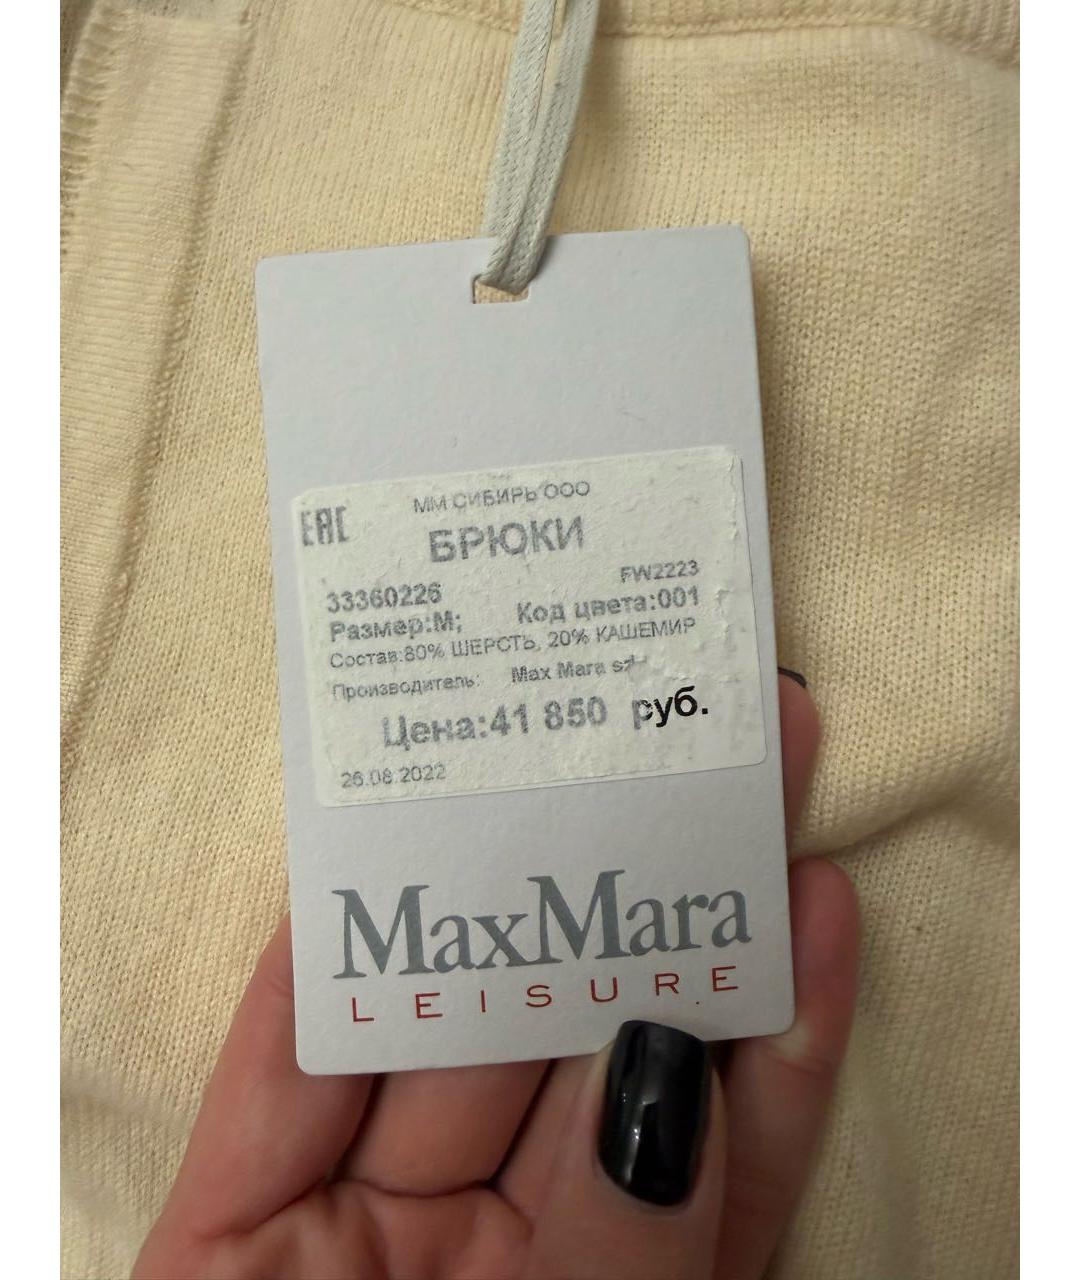 ММ СИБИРЬ ООО
EAC
БРЮКИ
FW2223
33360226
Размер:M; Код цвета:001
Состав:80% ШЕРСТЬ, 20% КАШЕМИР
Производитель: Max Mara
Цена:41 850 руб.
26.08.2022
MaxMara
LEISURE